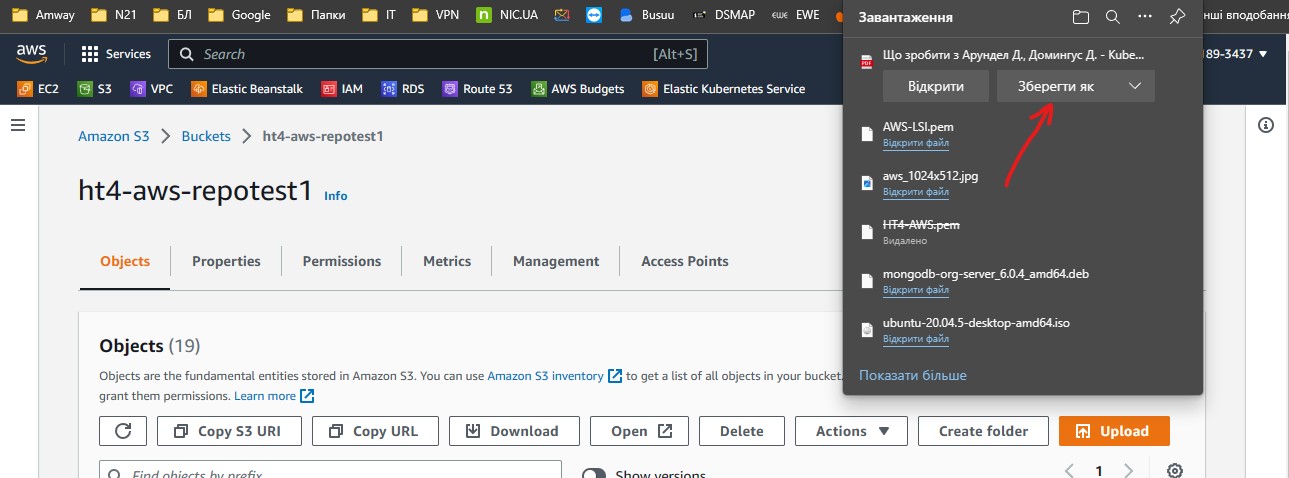 Amway N21 БЛ Google Папки IT VPN NIC.UA Busuu DSMAP EWE EWE нші вподобання
Завантаження
aws Services Search [Alt+S] 189-3437
EC2 S3 VPC Elastic Beanstalk IAM RDS Route 53 AWS Budgets Elastic Kubernetes Service
Що зробити з Арундел Д, Домингус Д. - Kube...
PDF
Відкрити Зберегти як
AWS-LSI.pem
Відкрити файл
aws_1024x512.jpg
Відкрити файл
HT4-AWS.pem
Видалено
mongodb-org-server_6.0.4_amd64.deb
Відкрити файл
ubuntu-20.04.5-desktop-amd64.iso
Відкрити файл
Показати більше
Amazon S3 Buckets ht4-aws-repotest1
ht4-aws-repotest1 Info
Objects Properties Permissions Metrics Management Access Points
Objects (19)
Objects are the fundamental entities stored in Amazon S3. You can use Amazon S3 inventory to get a list of all objects in your bucket.
grant them permissions. Learn more
Copy S3 URI Copy URL Download Open Delete Actions Create folder Upload
Find objects by prefix Show versions 1